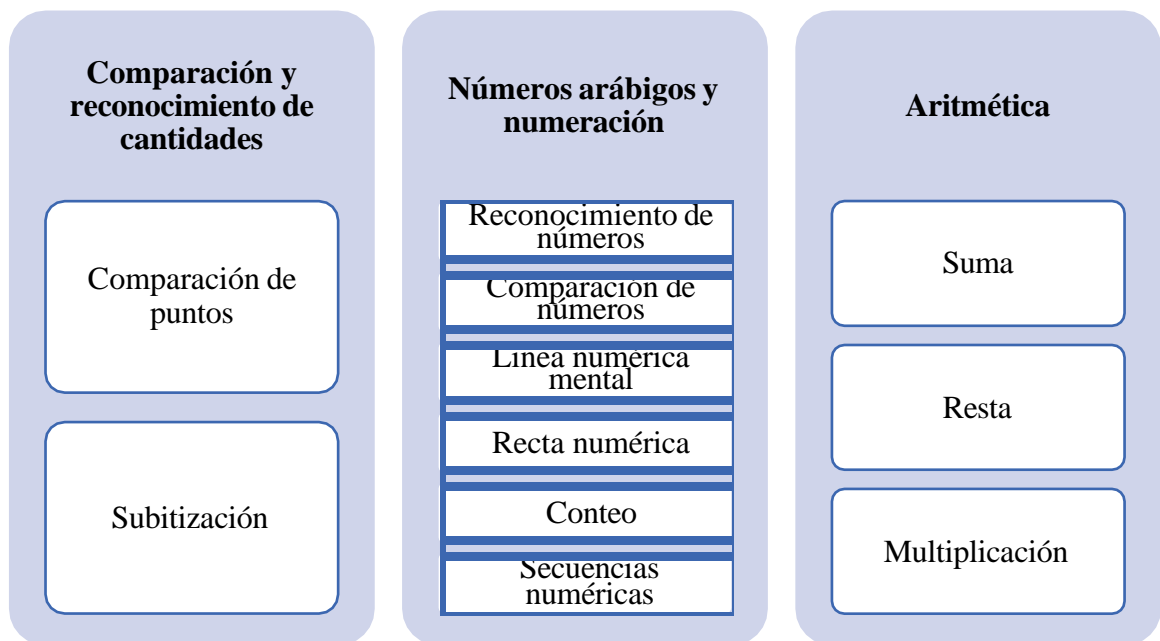 Comparación y
reconocimiento de
cantidades
Comparación de
puntos
Subitización
Números arábigos y
numeración
Reconocimiento de
números
Comparación de
números
Línea numérica
mental
Recta numérica
Conteo
Secuencias
numéricas
Aritmética
Suma
Resta
Multiplicación